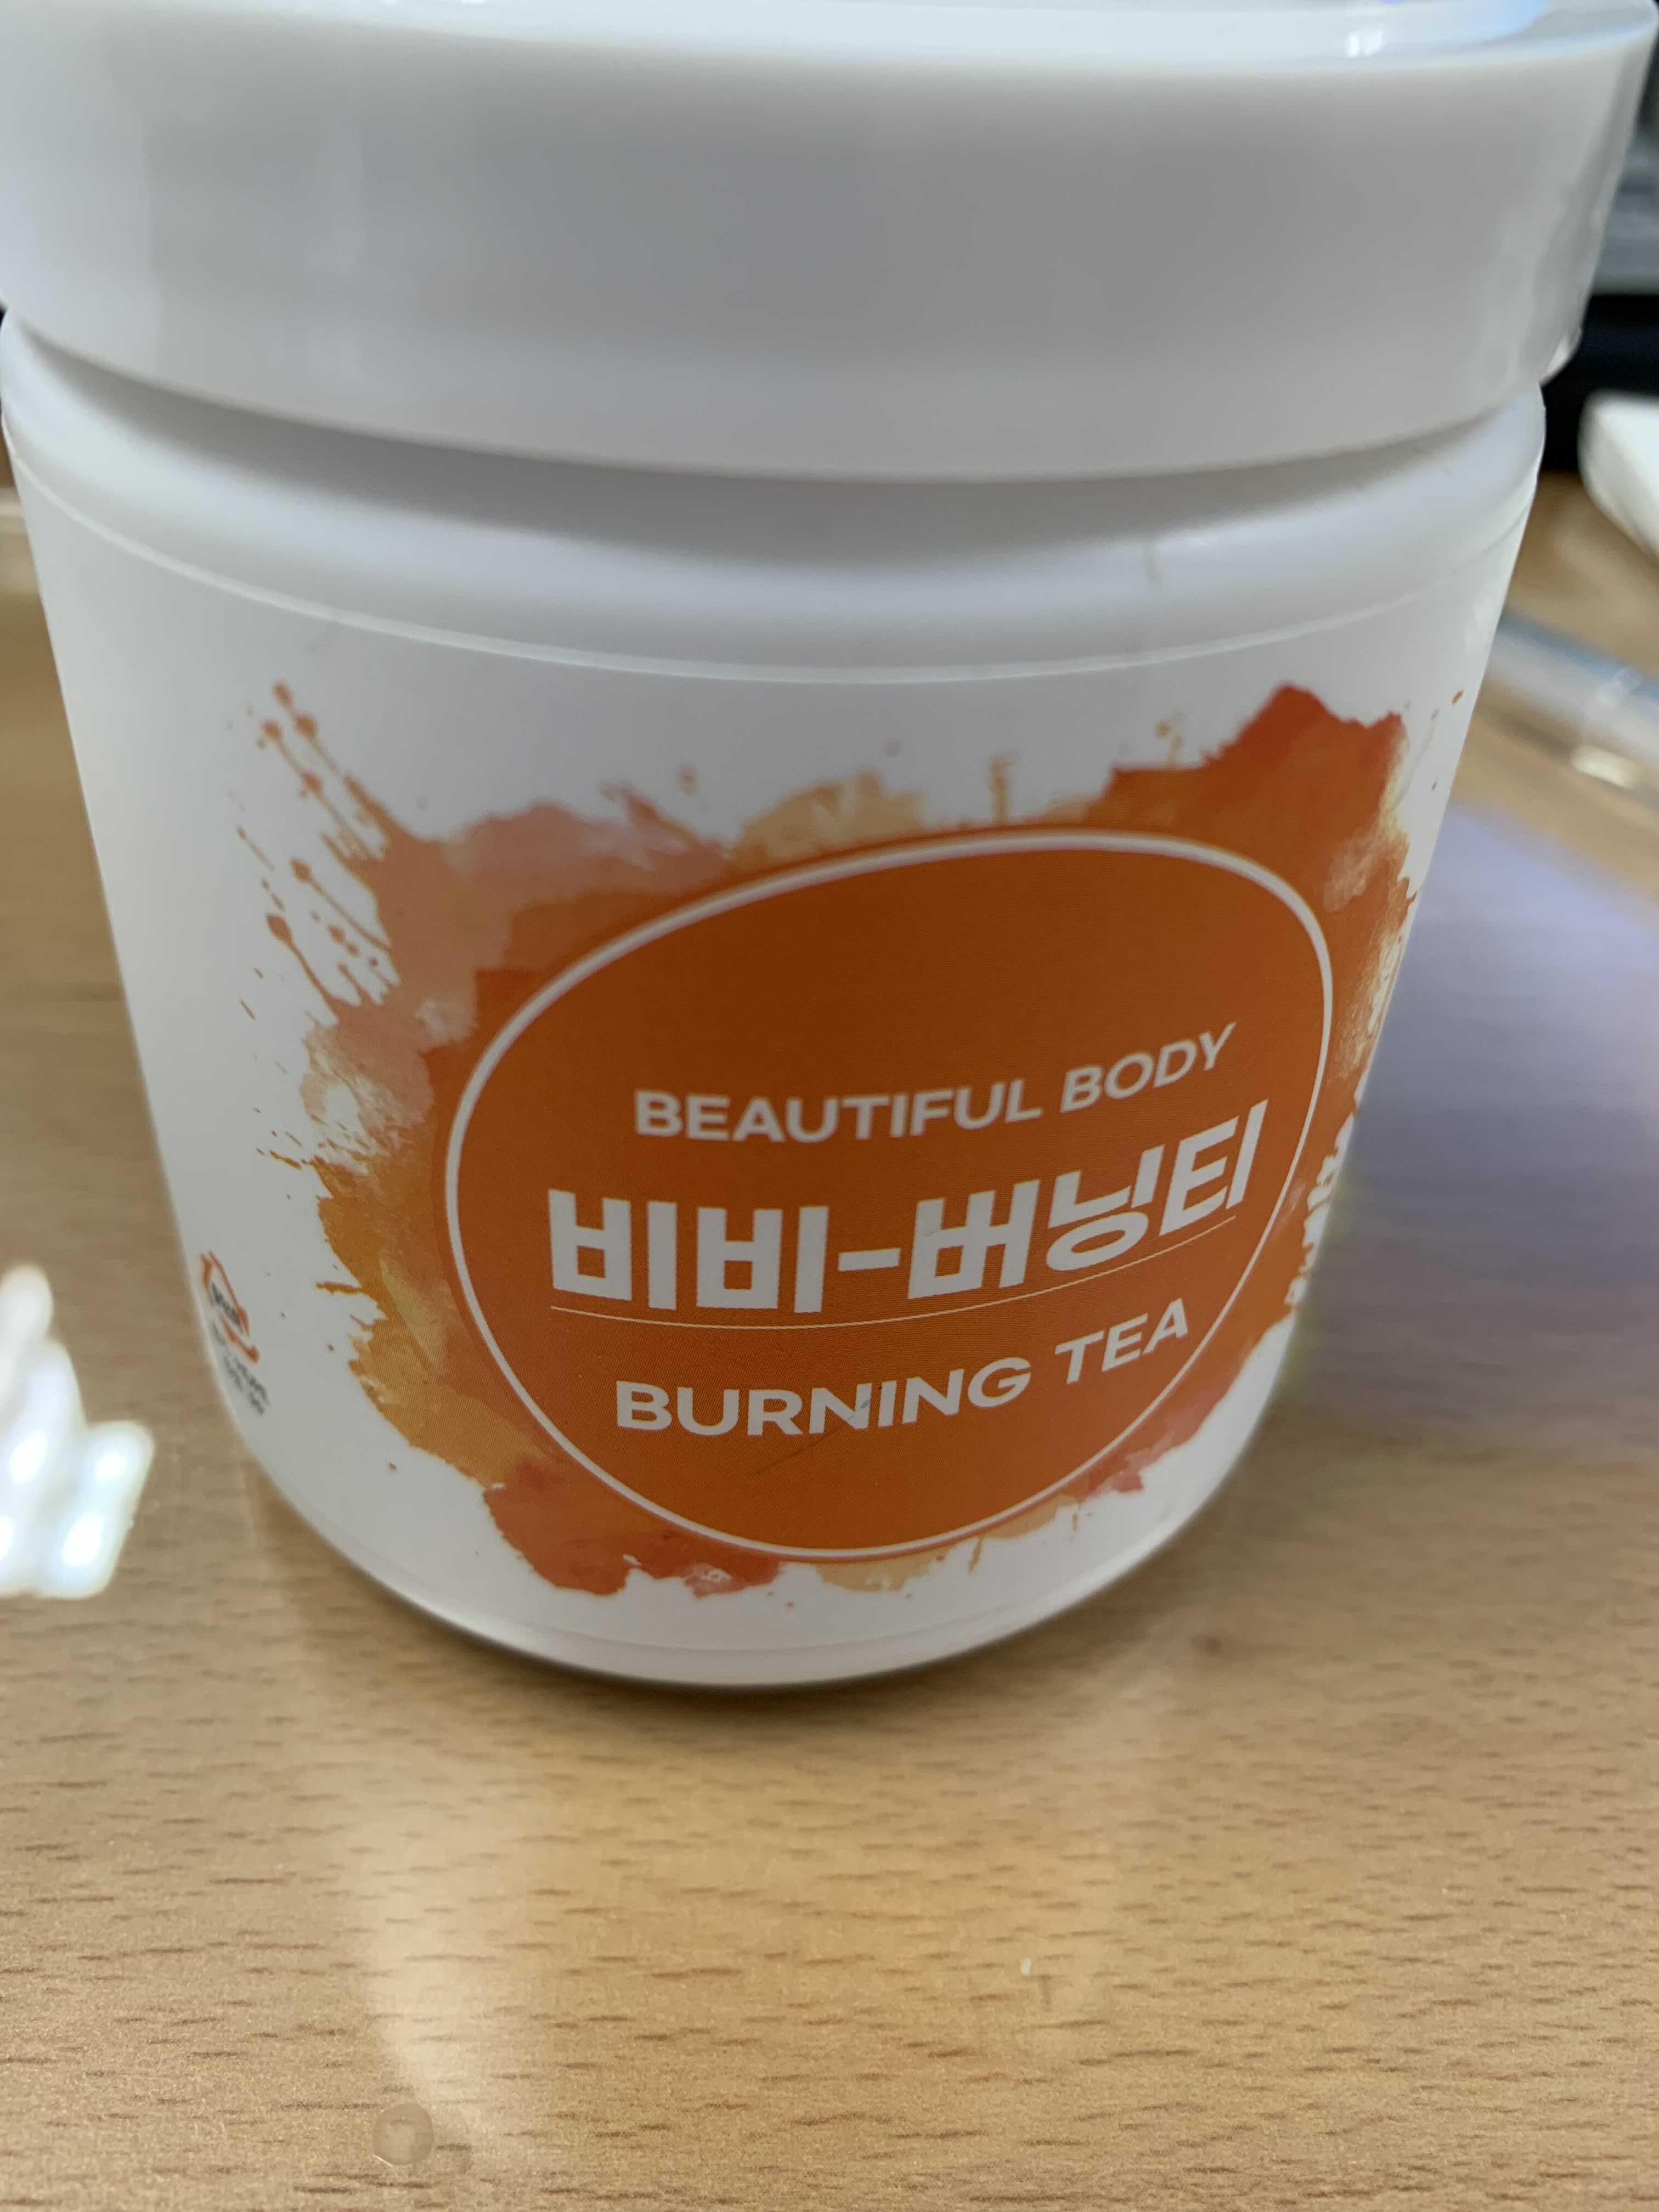 BEAUTIFUL BODY
비비-버닝티
BURNING TEA